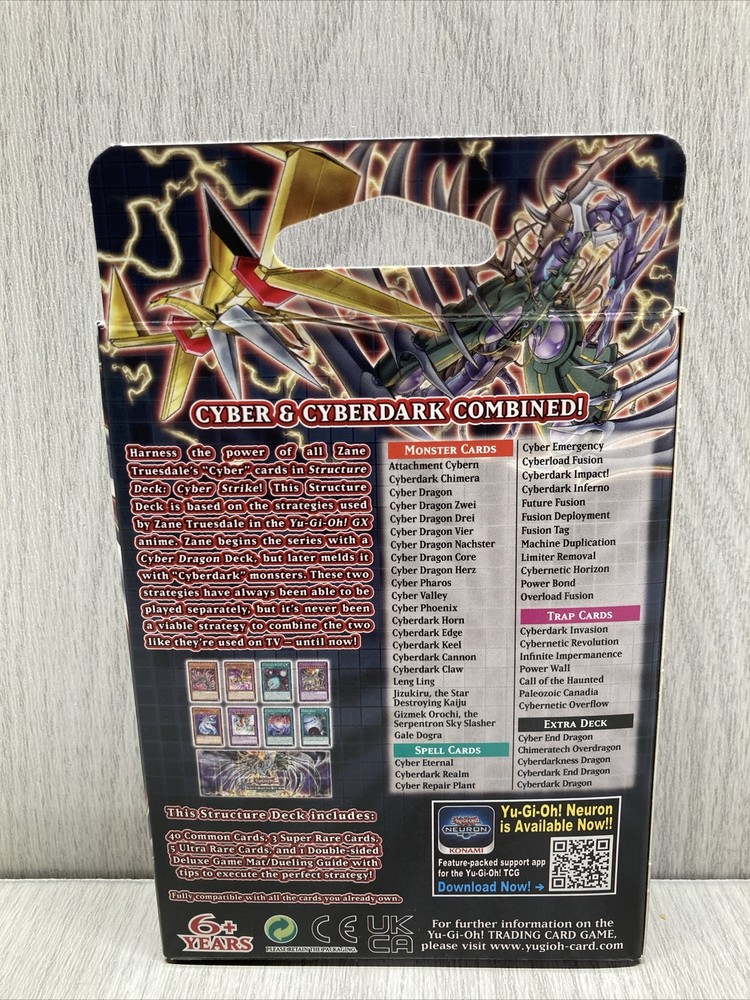 CYBER & CYBERDARK COMBINED!
Harness the power of all Zane
Truesdale's "Cyber" cards in Structure
Deck: Cyber Strike! This Structure
Deck is based on the strategies used
by Zane Truesdale in the Yu-Gi-Oh! GX
anime. Zane begins the series with a
Cyber Dragon Deck, but later melds it
with "Cyberdark" monsters. These two
strategies have always been able to be
played separately, but it's never been
a viable strategy to combine the two
like they're used on TV – until now!
This Structure Deck includes:
40 Common Cards, 3 Super Rare Cards,
5 Ultra Rare Cards, and 1 Double-sided
Deluxe Game Mat/Dueling Guide with
tips to execute the perfect strategy!
Fully compatible with all the cards you already own.
MONSTER CARDS
Attachment Cybern
Cyberdark Chimera
Cyber Dragon
Cyber Dragon Zwei
Cyber Dragon Drei
Cyber Dragon Vier
Cyber Dragon Nachster
Cyber Dragon Core
Cyber Dragon Herz
Cyber Pharos
Cyber Valley
Cyber Phoenix
Cyberdark Horn
Cyberdark Edge
Cyberdark Keel
Cyberdark Cannon
Cyberdark Claw
Leng Ling
Jizukiru, the Star
Destroying Kaiju
Gizmek Orochi, the
Serpentron Sky Slasher
Gale Dogra
SPELL CARDS
Cyber Eternal
Cyberdark Realm
Cyber Repair Plant
Cyber Emergency
Cyberload Fusion
Cyberdark Impact!
Cyberdark Inferno
Future Fusion
Fusion Deployment
Fusion Tag
Machine Duplication
Limiter Removal
Cybernetic Horizon
Power Bond
Overload Fusion
TRAP CARDS
Cyberdark Invasion
Cybernetic Revolution
Infinite Impermanence
Power Wall
Call of the Haunted
Paleozoic Canadia
Cybernetic Overflow
EXTRA DECK
Cyber End Dragon
Chimeratech Overdragon
Cyberdarkness Dragon
Cyberdark End Dragon
Cyberdark Dragon
NEURON
KONAMI
Yu-Gi-Oh! Neuron
is Available Now!!
Feature-packed support app
for the Yu-Gi-Oh! TCG
Download Now! →
6+
YEARS
PLEASE RETAIN THE PACKAGING.
CE
UK
CA
For further information on the
Yu-Gi-Oh! TRADING CARD GAME,
please visit www.yugioh-card.com